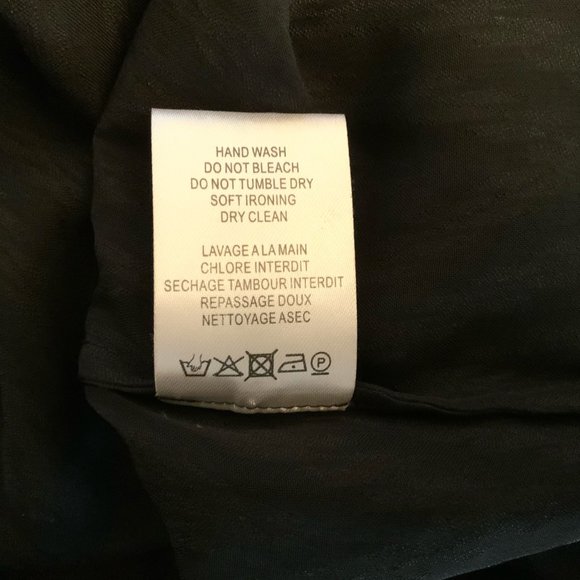 HAND WASH
DO NOT BLEACH
DO NOT TUMBLE DRY
SOFT IRONING
DRY CLEAN
LAVAGE A LA MAIN
CHLORE INTERDIT
SECHAGE TAMBOUR INTERDIT
REPASSAGE DOUX
NETTOYAGE ASEC
P